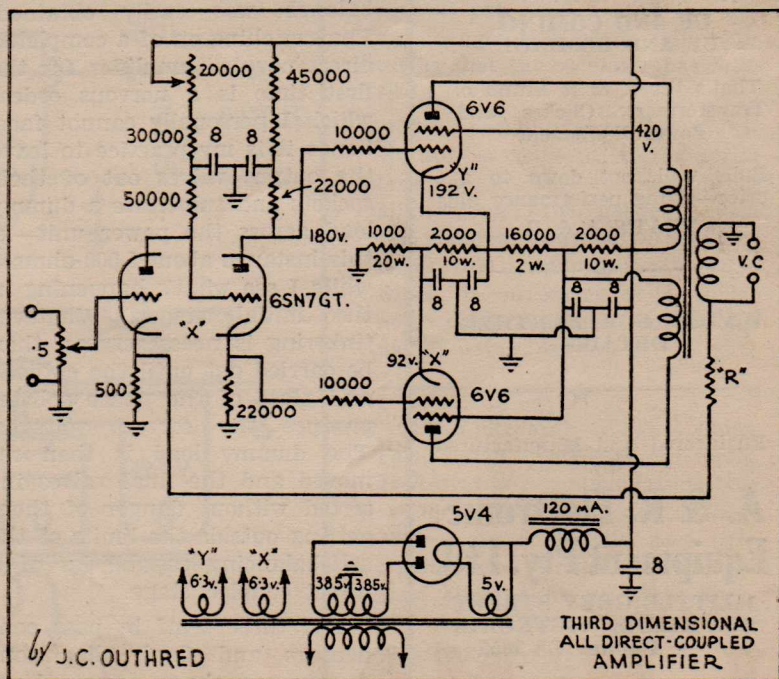 20000
45000
30000
8
8
50000
22000
10000
6V6
420
V.
"Y"
192 V.
180V.
1000
20W.
2000
10W.
16000
2 W.
2000
10W.
V.C
6SN7GT.
"X"
.5
500
22000
8
8
8
8
92V.
"X"
10000
6V6
"R"
120 MA.
5V4
"Y"
"X"
6·3V.
6·3V.
385V.
385V.
5V.
8
by J.C. OUTHRED
THIRD DIMENSIONAL
ALL DIRECT-COUPLED
AMPLIFIER